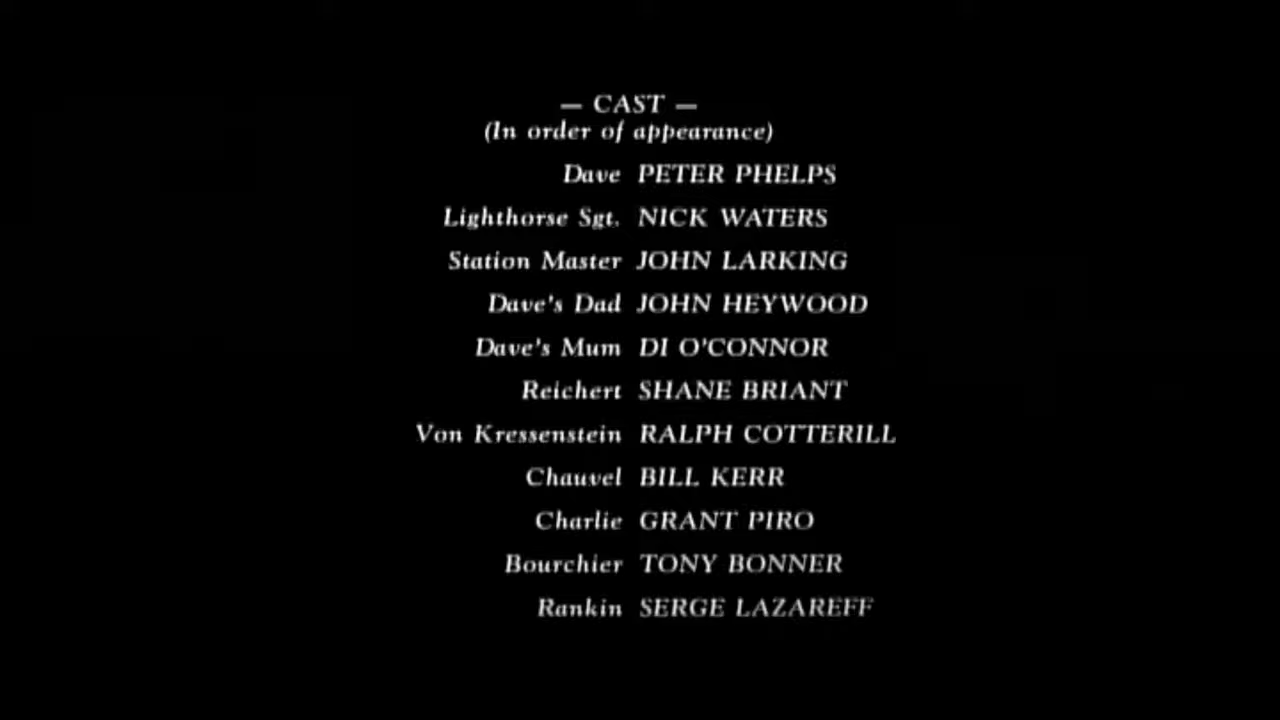 — CAST —
(In order of appearance)
Dave PETER PHELPS
Lighthorse Sgt. NICK WATERS
Station Master JOHN LARKING
Dave's Dad JOHN HEYWOOD
Dave's Mum DI O'CONNOR
Reichert SHANE BRIANT
Von Kressenstein RALPH COTTERILL
Chauvel BILL KERR
Charlie GRANT PIRO
Bourchier TONY BONNER
Rankin SERGE LAZAREFF